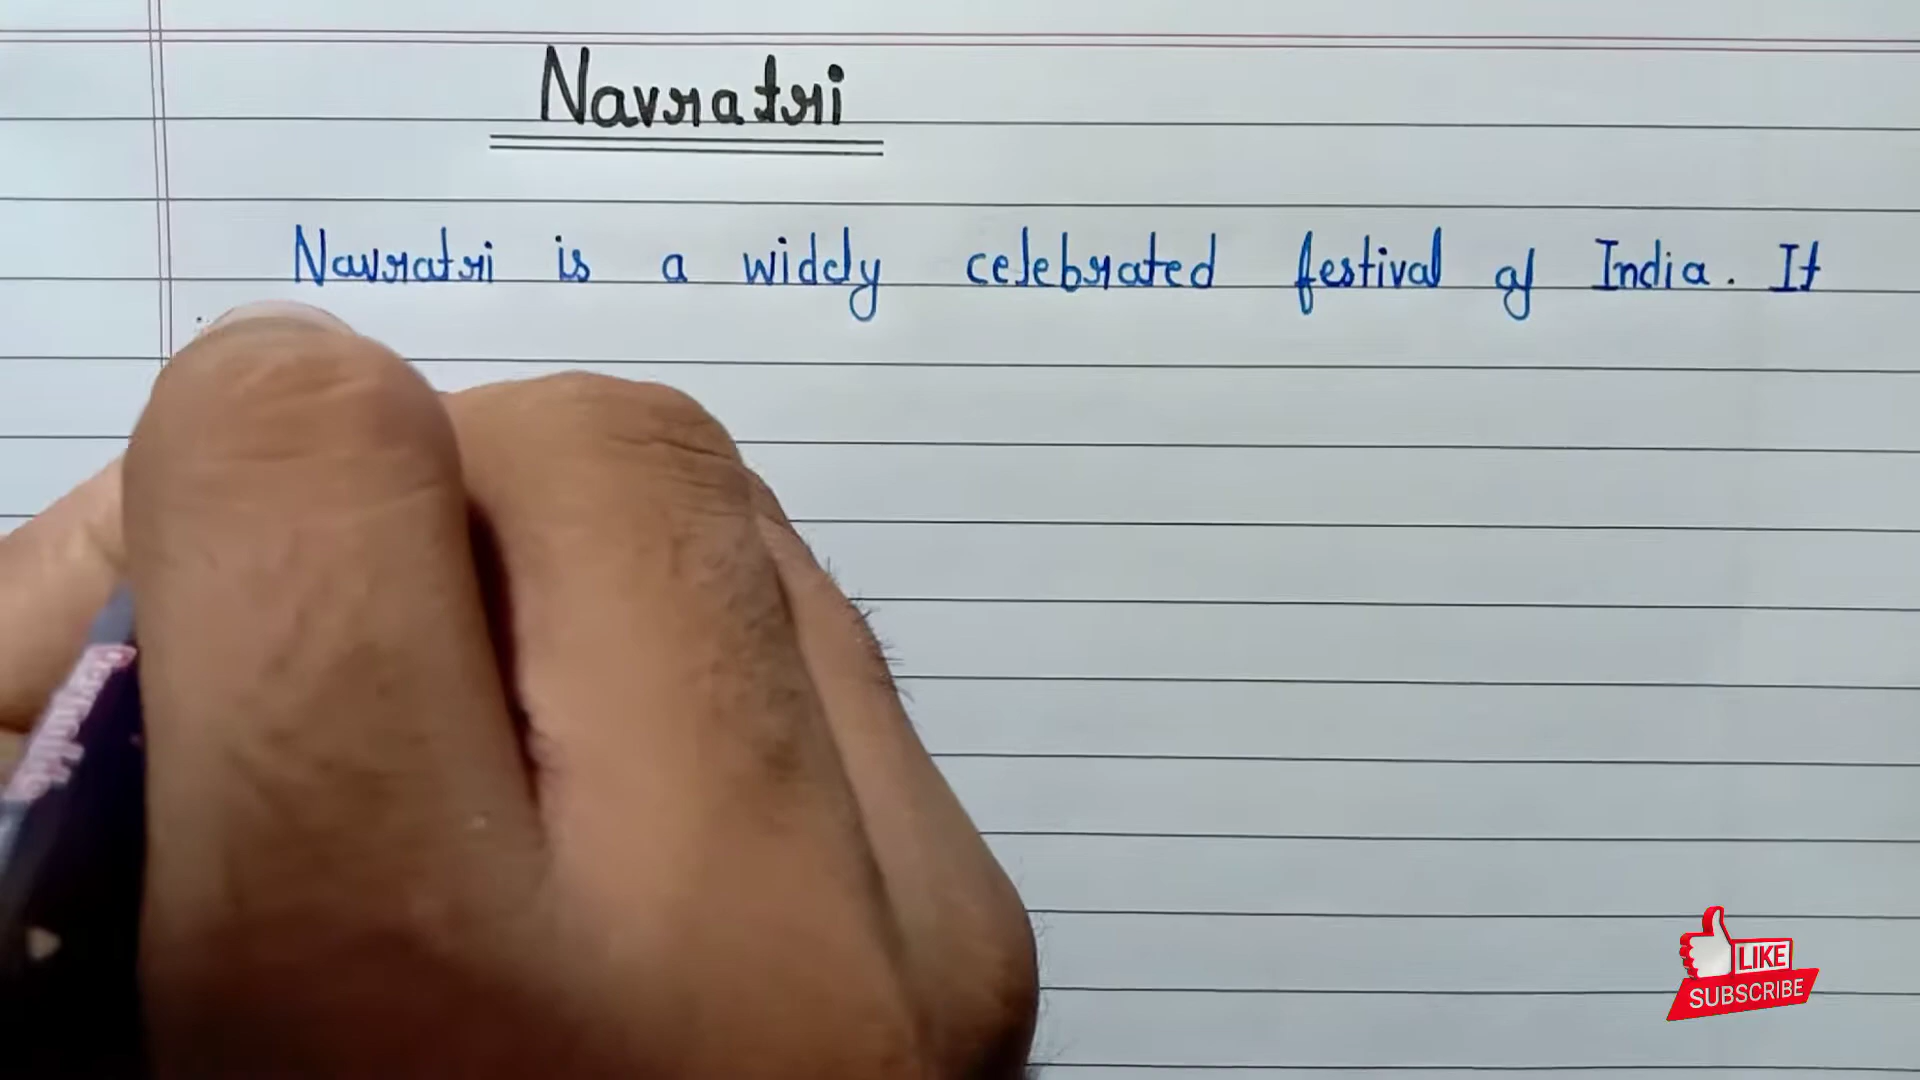 Navratri
Navratri is a widely celebrated festival of India. It
LIKE
SUBSCRIBE